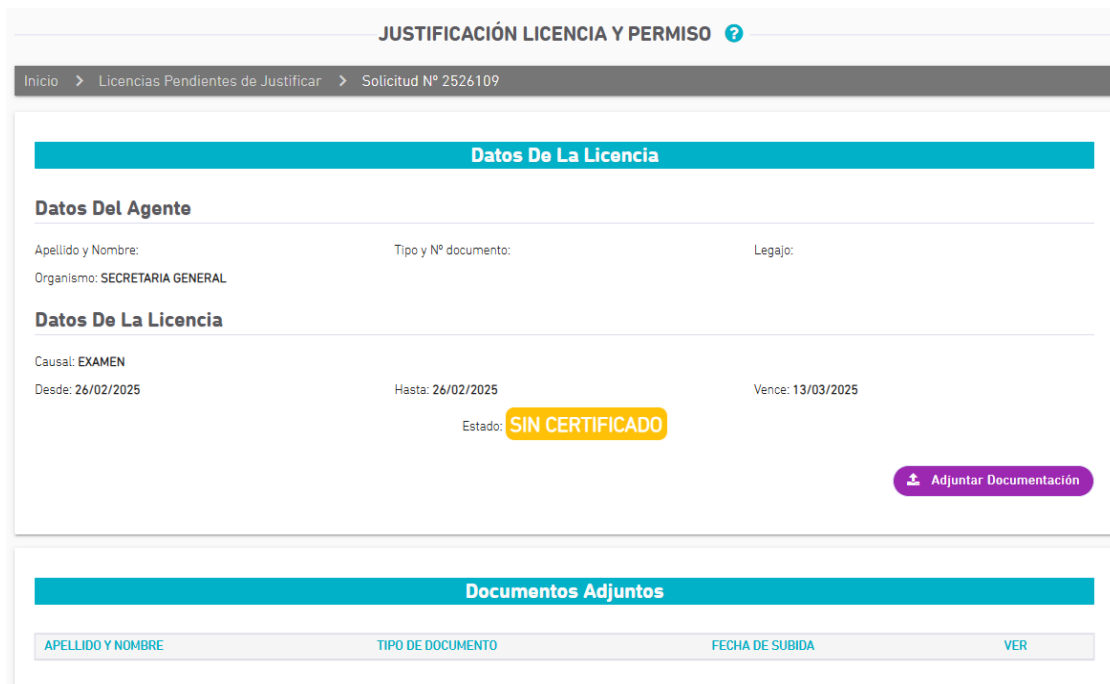 JUSTIFICACIÓN LICENCIA Y PERMISO ?
Inicio > Licencias Pendientes de Justificar > Solicitud Nº 2526109
Datos De La Licencia
Datos Del Agente
Apellido y Nombre: Tipo y Nº documento: Legajo:
Organismo: SECRETARIA GENERAL
Datos De La Licencia
Causal: EXAMEN
Desde: 26/02/2025 Hasta: 26/02/2025 Vence: 13/03/2025
Estado: SIN CERTIFICADO
Adjuntar Documentación
Documentos Adjuntos
APELLIDO Y NOMBRE TIPO DE DOCUMENTO FECHA DE SUBIDA VER